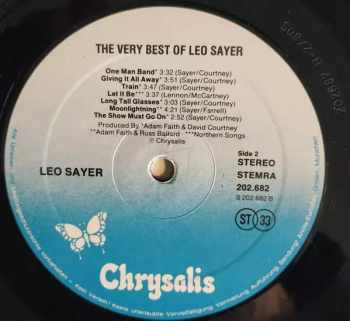 THE VERY BEST OF LEO SAYER
One Man Band* 3:32 (Sayer/Courtney)
Giving It All Away* 3:51 (Sayer/Courtney)
Train* 3:47 (Sayer/Courtney)
Let It Be*** 3:37 (Lennon/McCartney)
Long Tall Glasses* 3:03 (Sayer/Courtney)
Moonlightning** 4:21 (Sayer/Farrell)
The Show Must Go On* 2:52 (Sayer/Courtney)
Produced By *Adam Faith & David Courtney
**Adam Faith & Russ Ballard ***Northern Songs
Ⓟ Chrysalis
Side 2
STEREO
LEO SAYER
STEMRA
202.682
S 202 682 B
ST 33
Chrysalis